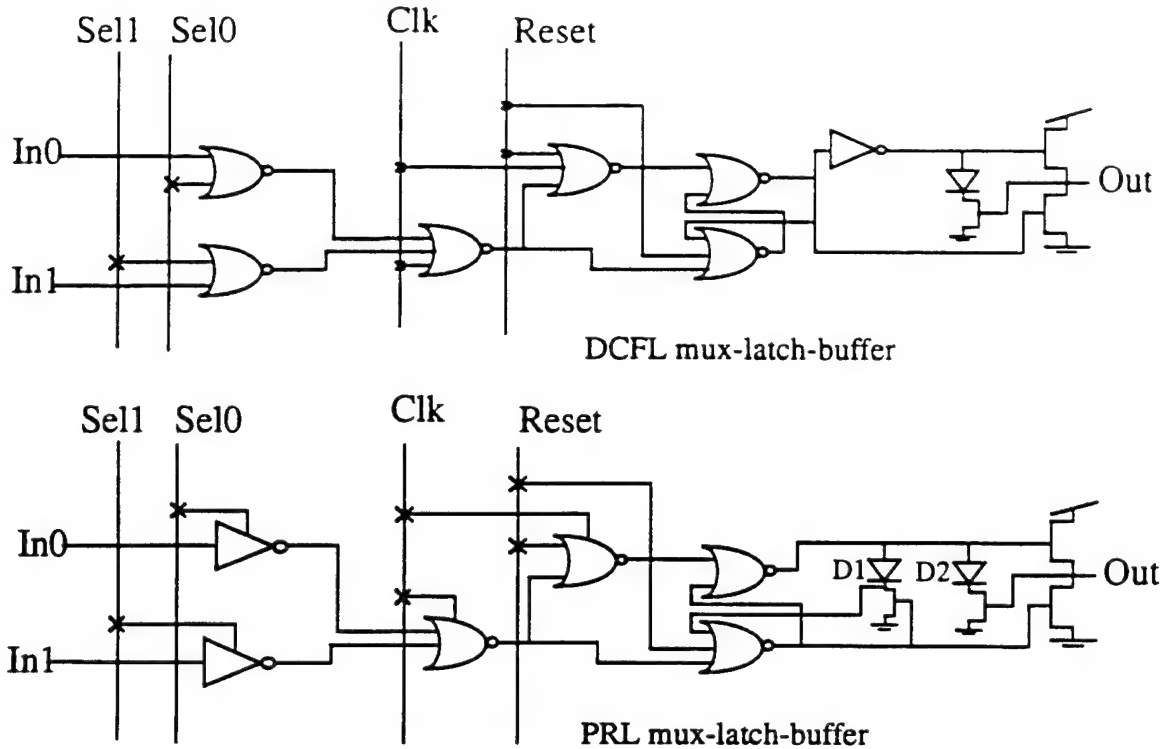 Sel1 Sel0 Clk Reset
In0
Out
In1
DCFL mux-latch-buffer
Sel1 Sel0 Clk Reset
In0
D1 D2
Out
In1
PRL mux-latch-buffer